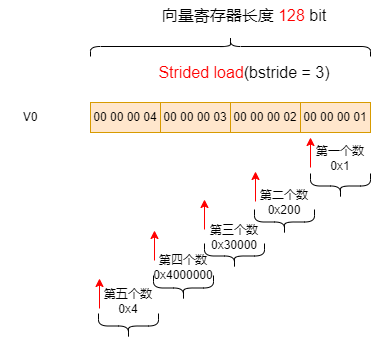 向量寄存器长度 128 bit
Strided load(bstride = 3)
V0
00 00 00 04
00 00 00 03
00 00 00 02
00 00 00 01
第一个数
0x1
第二个数
0x200
第三个数
0x30000
第四个数
0x4000000
第五个数
0x4